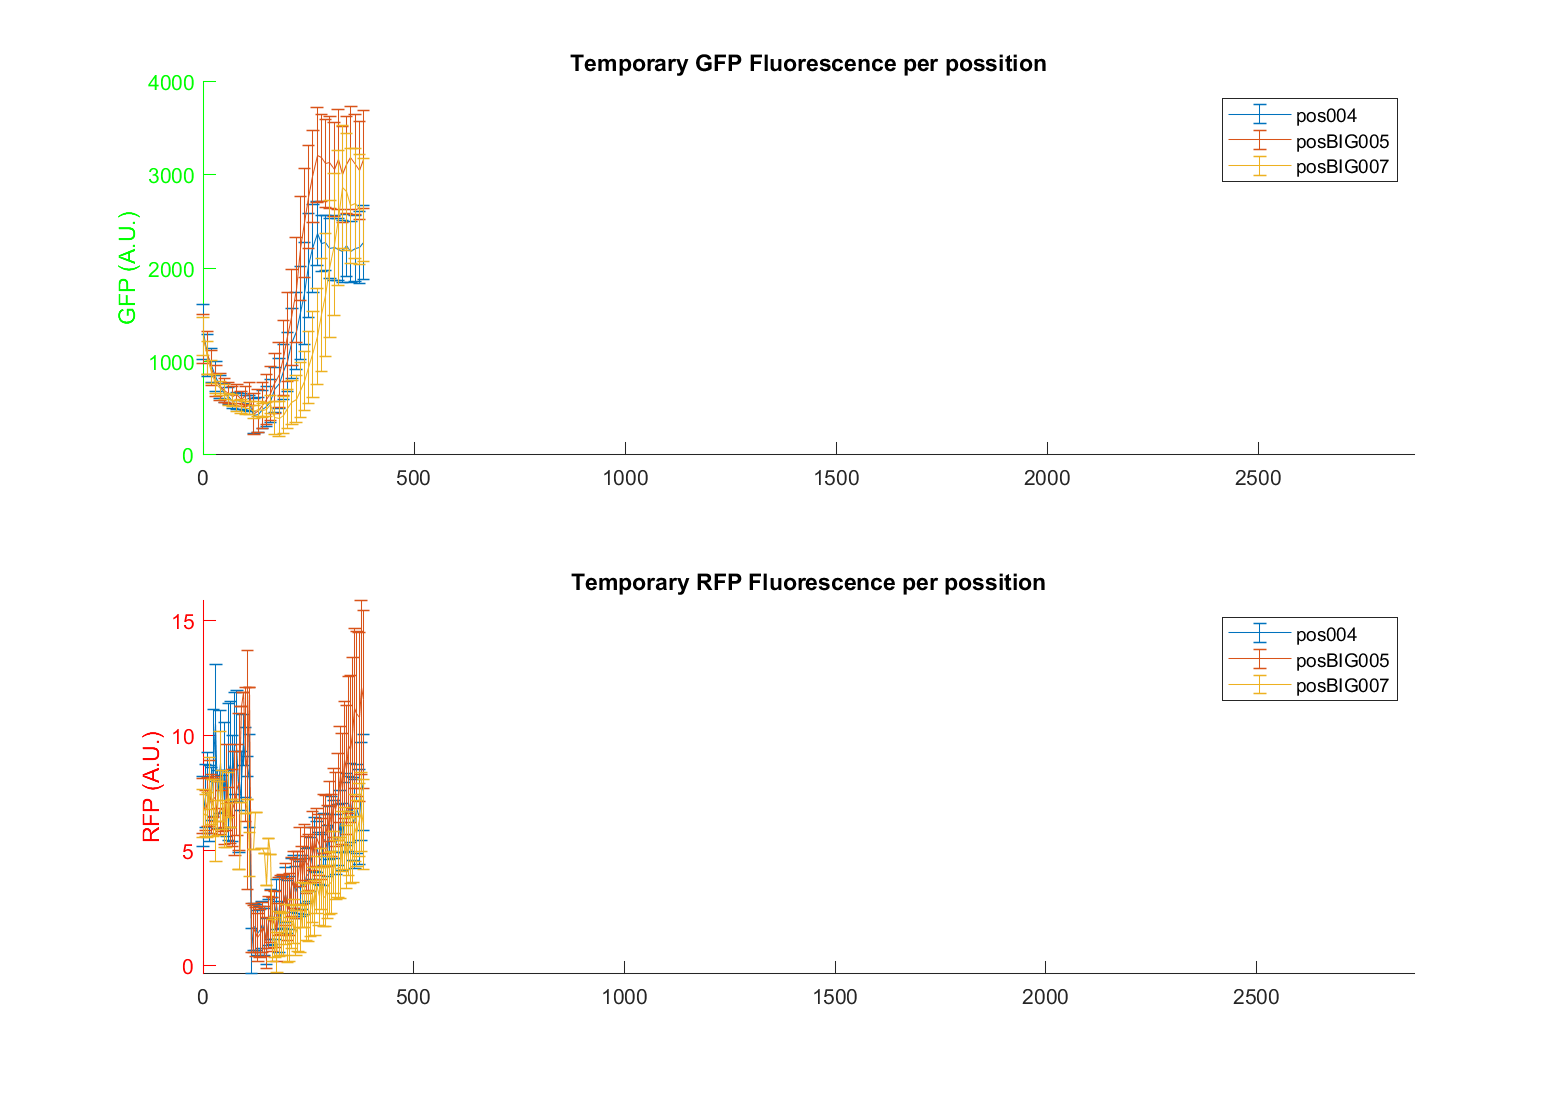 Temporary GFP Fluorescence per possition
4000
3000
2000
1000
0
GFP (A.U.)
pos004
posBIG005
posBIG007
0 500 1000 1500 2000 2500
Temporary RFP Fluorescence per possition
15
10
5
0
RFP (A.U.)
pos004
posBIG005
posBIG007
0 500 1000 1500 2000 2500